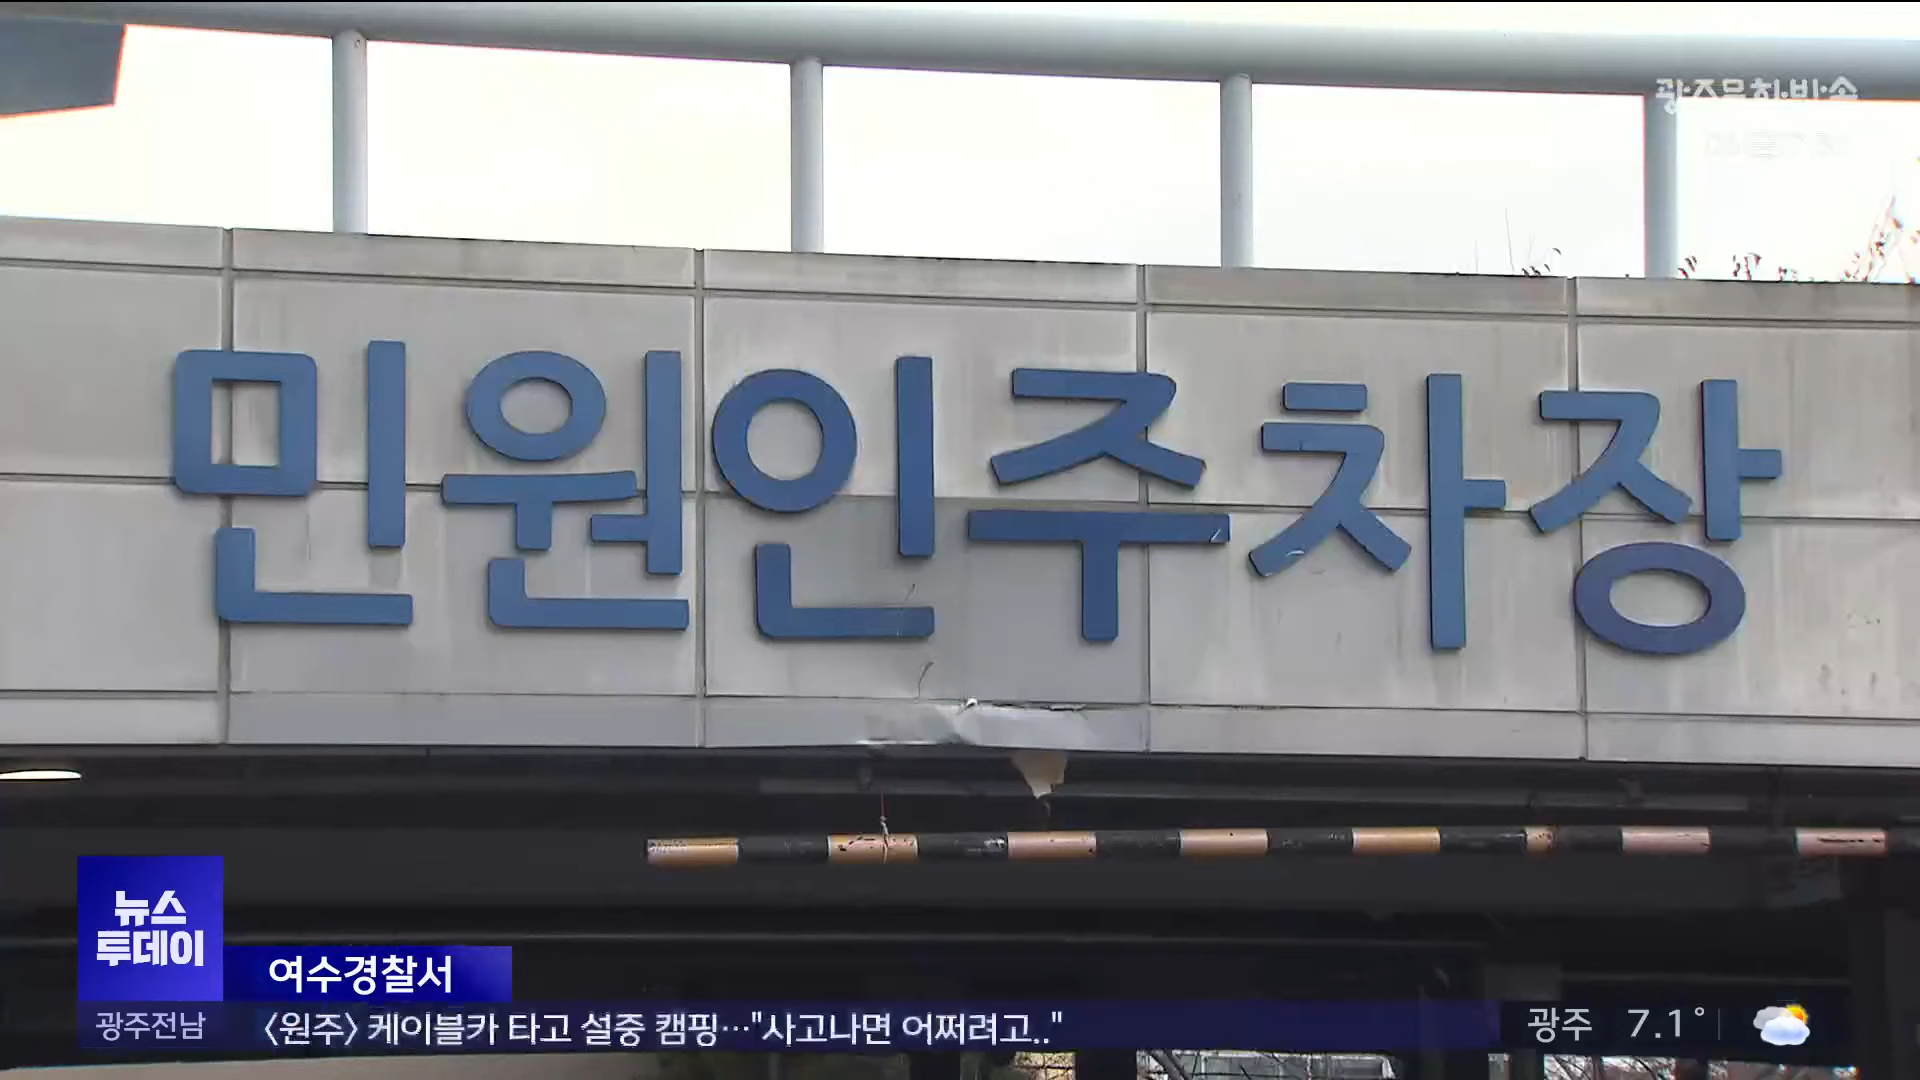 광주문화방송
민원인주차장
뉴스
투데이
여수경찰서
광주전남
〈원주〉 케이블카 타고 설중 캠핑…"사고나면 어쩌려고.."
광주 7.1°